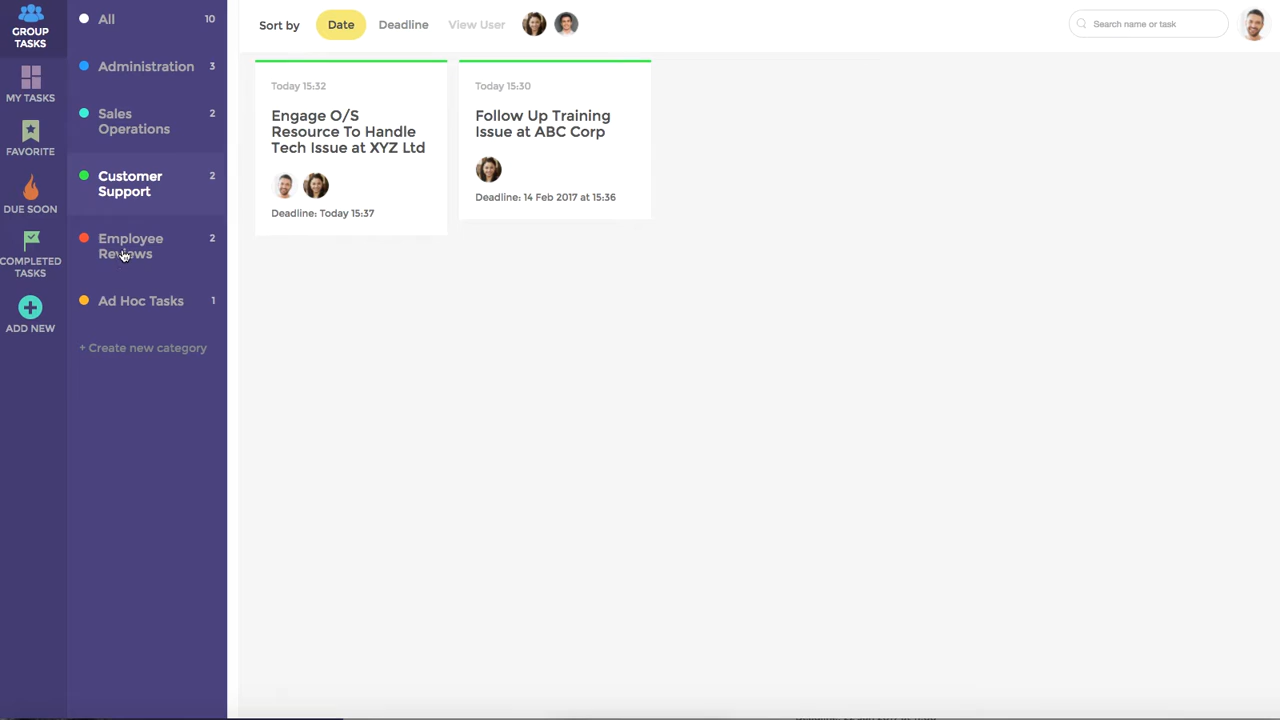 GROUP
TASKS
MY TASKS
FAVORITE
DUE SOON
COMPLETED
TASKS
ADD NEW
All 10
Administration 3
Sales 2
Operations
Customer 2
Support
Employee 2
Reviews
Ad Hoc Tasks 1
+ Create new category
Sort by Date Deadline View User
Search name or task
Today 15:32
Engage O/S
Resource To Handle
Tech Issue at XYZ Ltd
Deadline: Today 15:37
Today 15:30
Follow Up Training
Issue at ABC Corp
Deadline: 14 Feb 2017 at 15:36